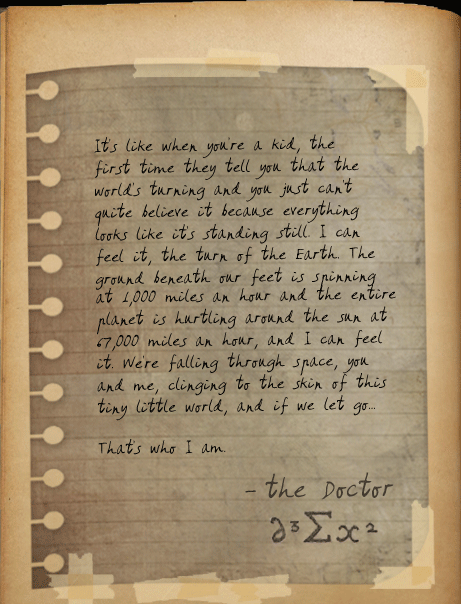 It's like when you're a kid, the
first time they tell you that the
world's turning and you just can't
quite believe it because everything
looks like it's standing still. I can
feel it, the turn of the Earth. The
ground beneath our feet is spinning
at 1,000 miles an hour and the entire
planet is hurtling around the sun at
67,000 miles an hour, and I can feel
it. We're falling through space, you
and me, clinging to the skin of this
tiny little world, and if we let go...
That's who I am.
- the Doctor
∂³Σx²